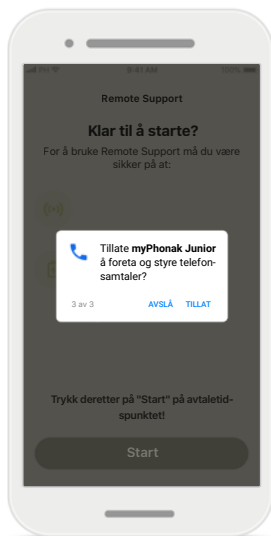 9:41 AM
100%
Remote Support
Klar til å starte?
For å bruke Remote Support må du være
sikker på at:
Tillate myPhonak Junior
å foreta og styre telefon-
samtaler?
3 av 3
AVSLÅ
TILLAT
Trykk deretter på "Start" på avtaletid-
spunktet!
Start